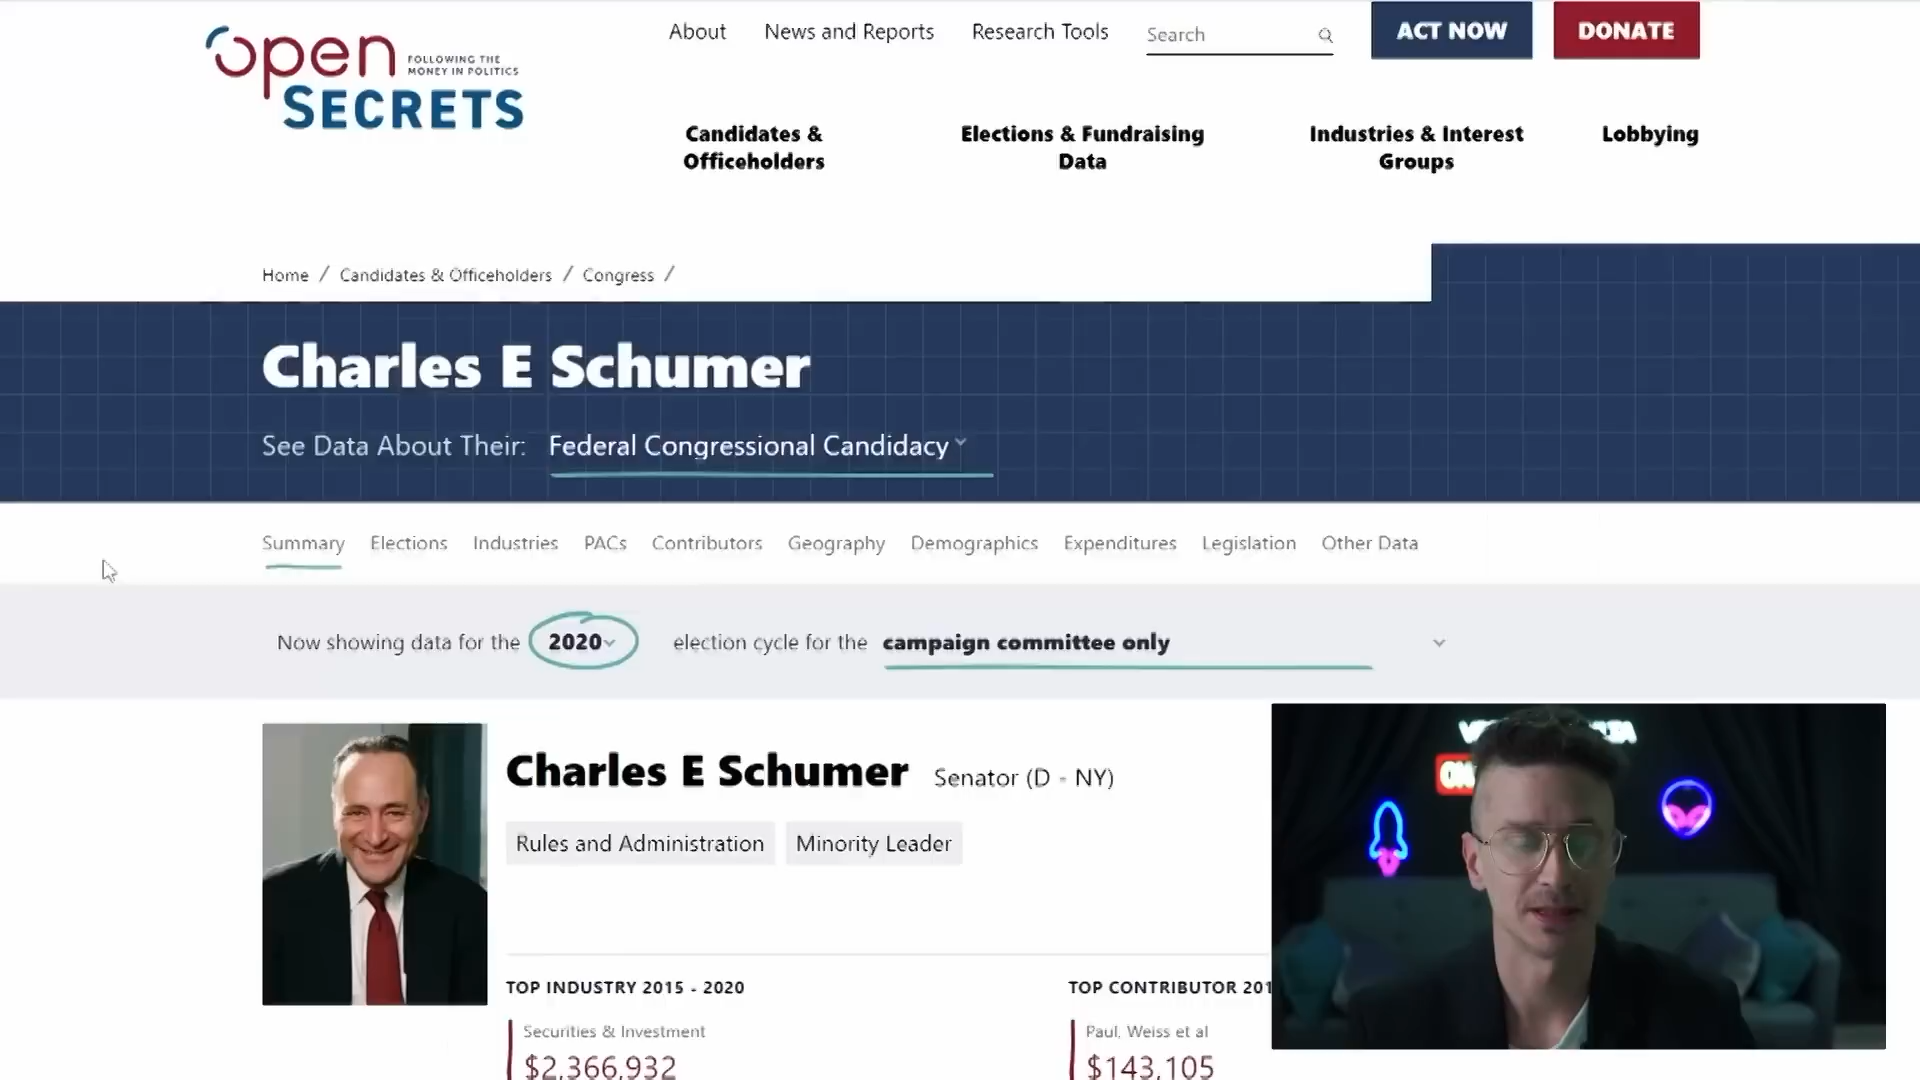 open
FOLLOWING THE
MONEY IN POLITICS
SECRETS
About
News and Reports
Research Tools
Search
ACT NOW
DONATE
Candidates &
Officeholders
Elections & Fundraising
Data
Industries & Interest
Groups
Lobbying
Home / Candidates & Officeholders / Congress /
Charles E Schumer
See Data About Their: Federal Congressional Candidacy
Summary
Elections
Industries
PACs
Contributors
Geography
Demographics
Expenditures
Legislation
Other Data
Now showing data for the 2020 election cycle for the campaign committee only
Charles E Schumer Senator (D - NY)
Rules and Administration
Minority Leader
TOP INDUSTRY 2015 - 2020
Securities & Investment
$2,366,932
TOP CONTRIBUTOR 201
Paul, Weiss et al
$143,105